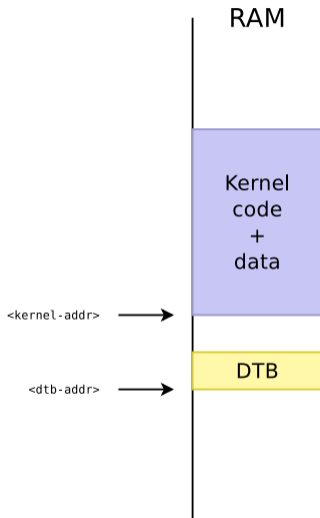 RAM
Kernel
code
+
data
<kernel-addr>
DTB
<dtb-addr>